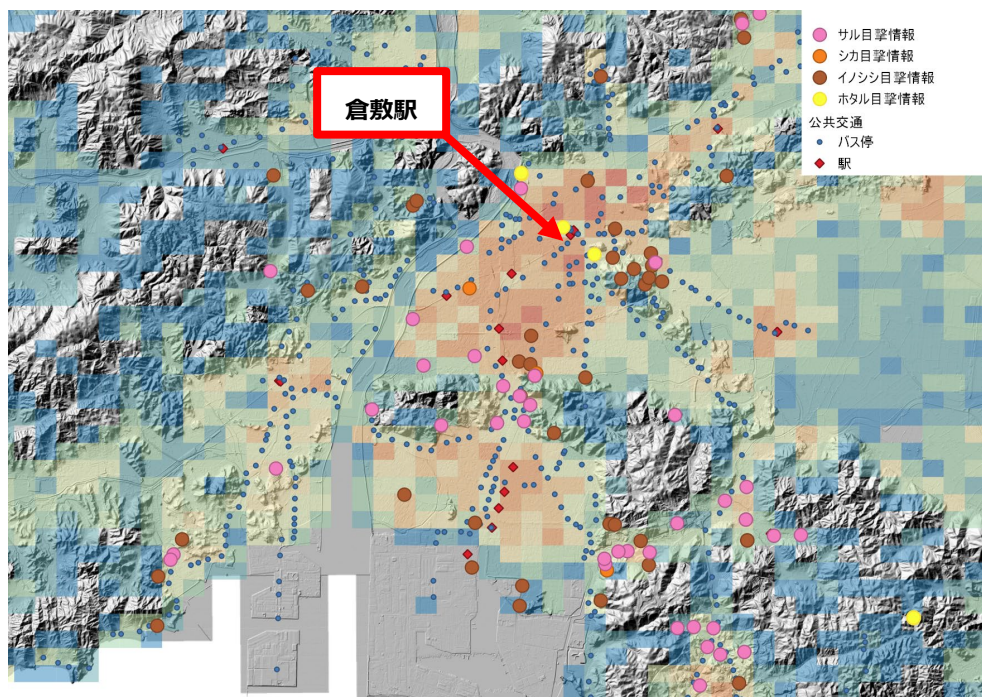 倉敷駅
サル目撃情報
シカ目撃情報
イノシシ目撃情報
ホタル目撃情報
公共交通
バス停
駅